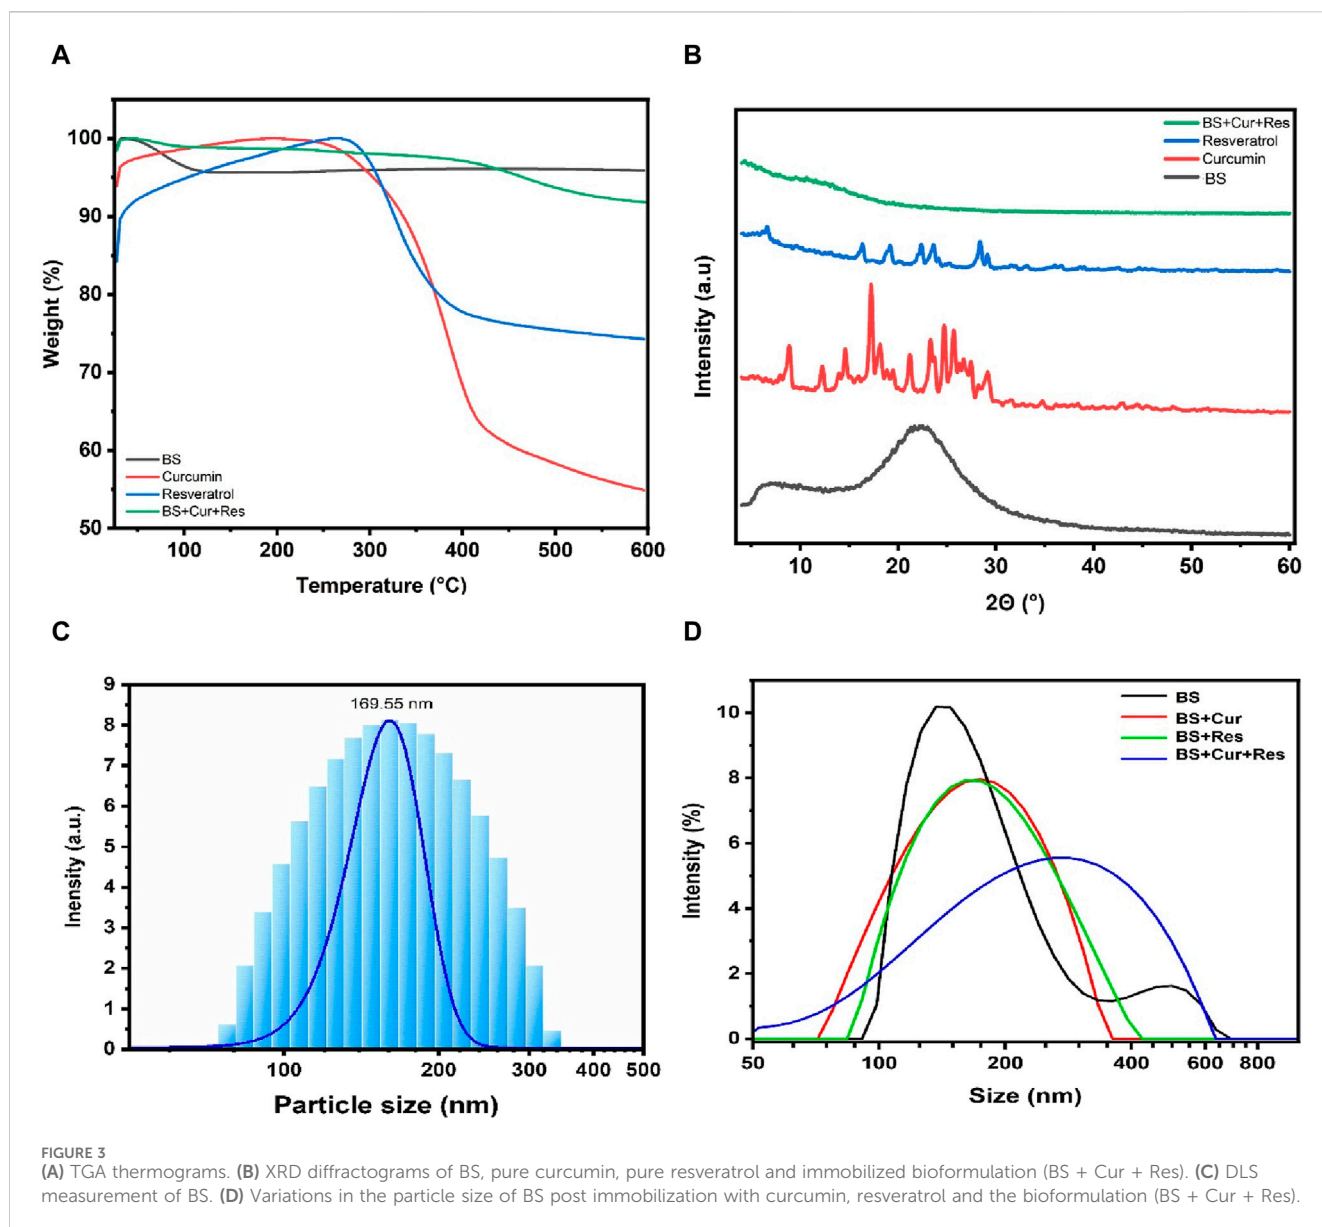 A
100
90
80
70
60
50
Weight (%)
BS
Curcumin
Resveratrol
BS+Cur+Res
100
200
300
400
500
600
Temperature (°C)
B
BS+Cur+Res
Resveratrol
Curcumin
BS
Intensity (a.u)
10
20
30
40
50
60
2Θ (°)
C
9
8
7
6
5
4
3
2
1
0
169.55 nm
Inensity (a.u.)
100
200
300
400
500
Particle size (nm)
D
10
8
6
4
2
0
BS
BS+Cur
BS+Res
BS+Cur+Res
Intensity (%)
50
100
200
400
600
800
Size (nm)
FIGURE 3
(A) TGA thermograms. (B) XRD diffractograms of BS, pure curcumin, pure resveratrol and immobilized bioformulation (BS + Cur + Res). (C) DLS
measurement of BS. (D) Variations in the particle size of BS post immobilization with curcumin, resveratrol and the bioformulation (BS + Cur + Res).